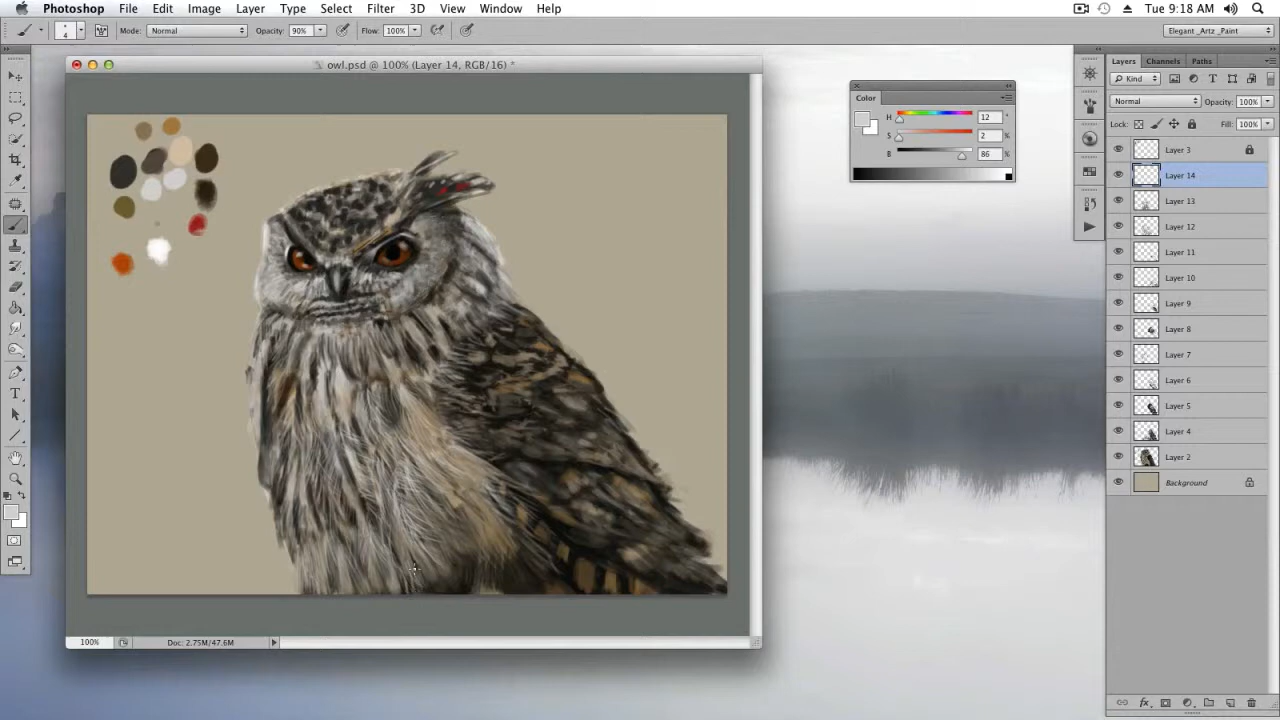 Photoshop File Edit Image Layer Type Select Filter 3D View Window Help Tue 9:18 AM
4 Mode: Normal Opacity: 90% Flow: 100% Elegant _Artz _Paint
owl.psd @ 100% (Layer 14, RGB/16) *
Color
H 12 °
S 2 %
B 86 %
Layers Channels Paths
Kind
Normal Opacity: 100%
Lock: Fill: 100%
Layer 3
Layer 14
Layer 13
Layer 12
Layer 11
Layer 10
Layer 9
Layer 8
Layer 7
Layer 6
Layer 5
Layer 4
Layer 2
Background
100% Doc: 2.75M/47.6M